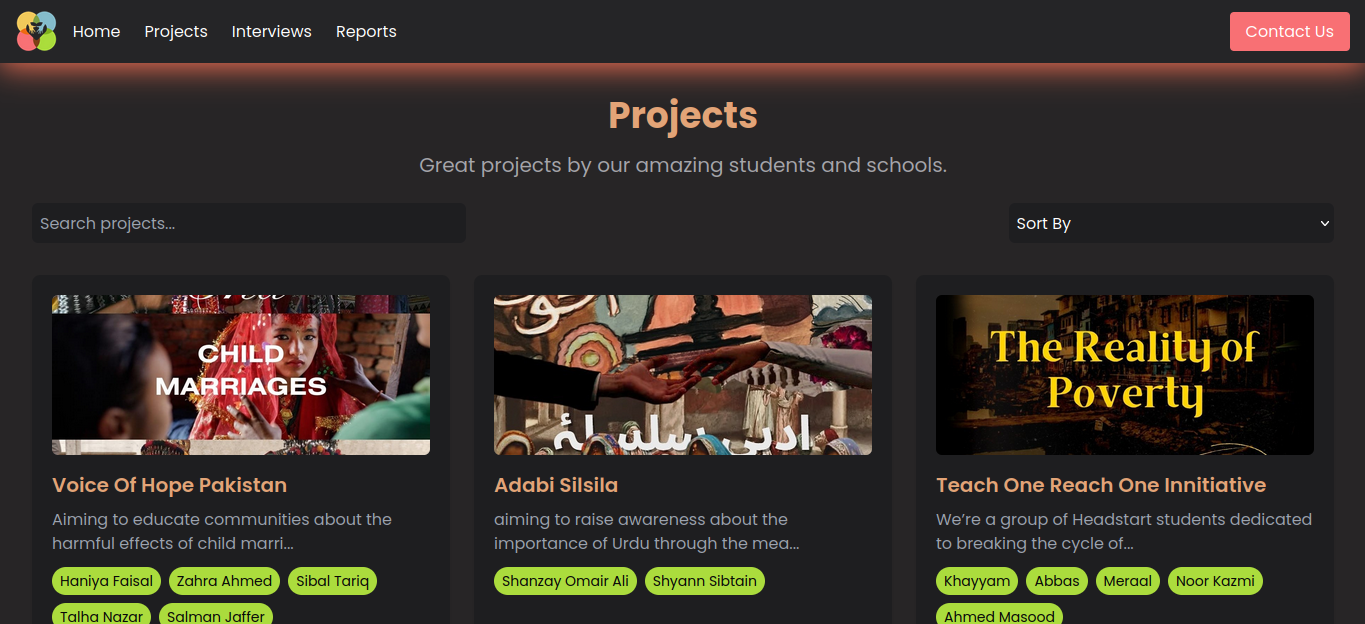 Home Projects Interviews Reports Contact Us
Projects
Great projects by our amazing students and schools.
Search projects...
Sort By
CHILD
MARRIAGES
ادبی سلسلۂ
The Reality of
Poverty
Voice Of Hope Pakistan
Aiming to educate communities about the
harmful effects of child marri...
Haniya Faisal Zahra Ahmed Sibal Tariq
Talha Nazar Salman Jaffer
Adabi Silsila
aiming to raise awareness about the
importance of Urdu through the mea...
Shanzay Omair Ali Shyann Sibtain
Teach One Reach One Innitiative
We’re a group of Headstart students dedicated
to breaking the cycle of...
Khayyam Abbas Meraal Noor Kazmi
Ahmed Masood